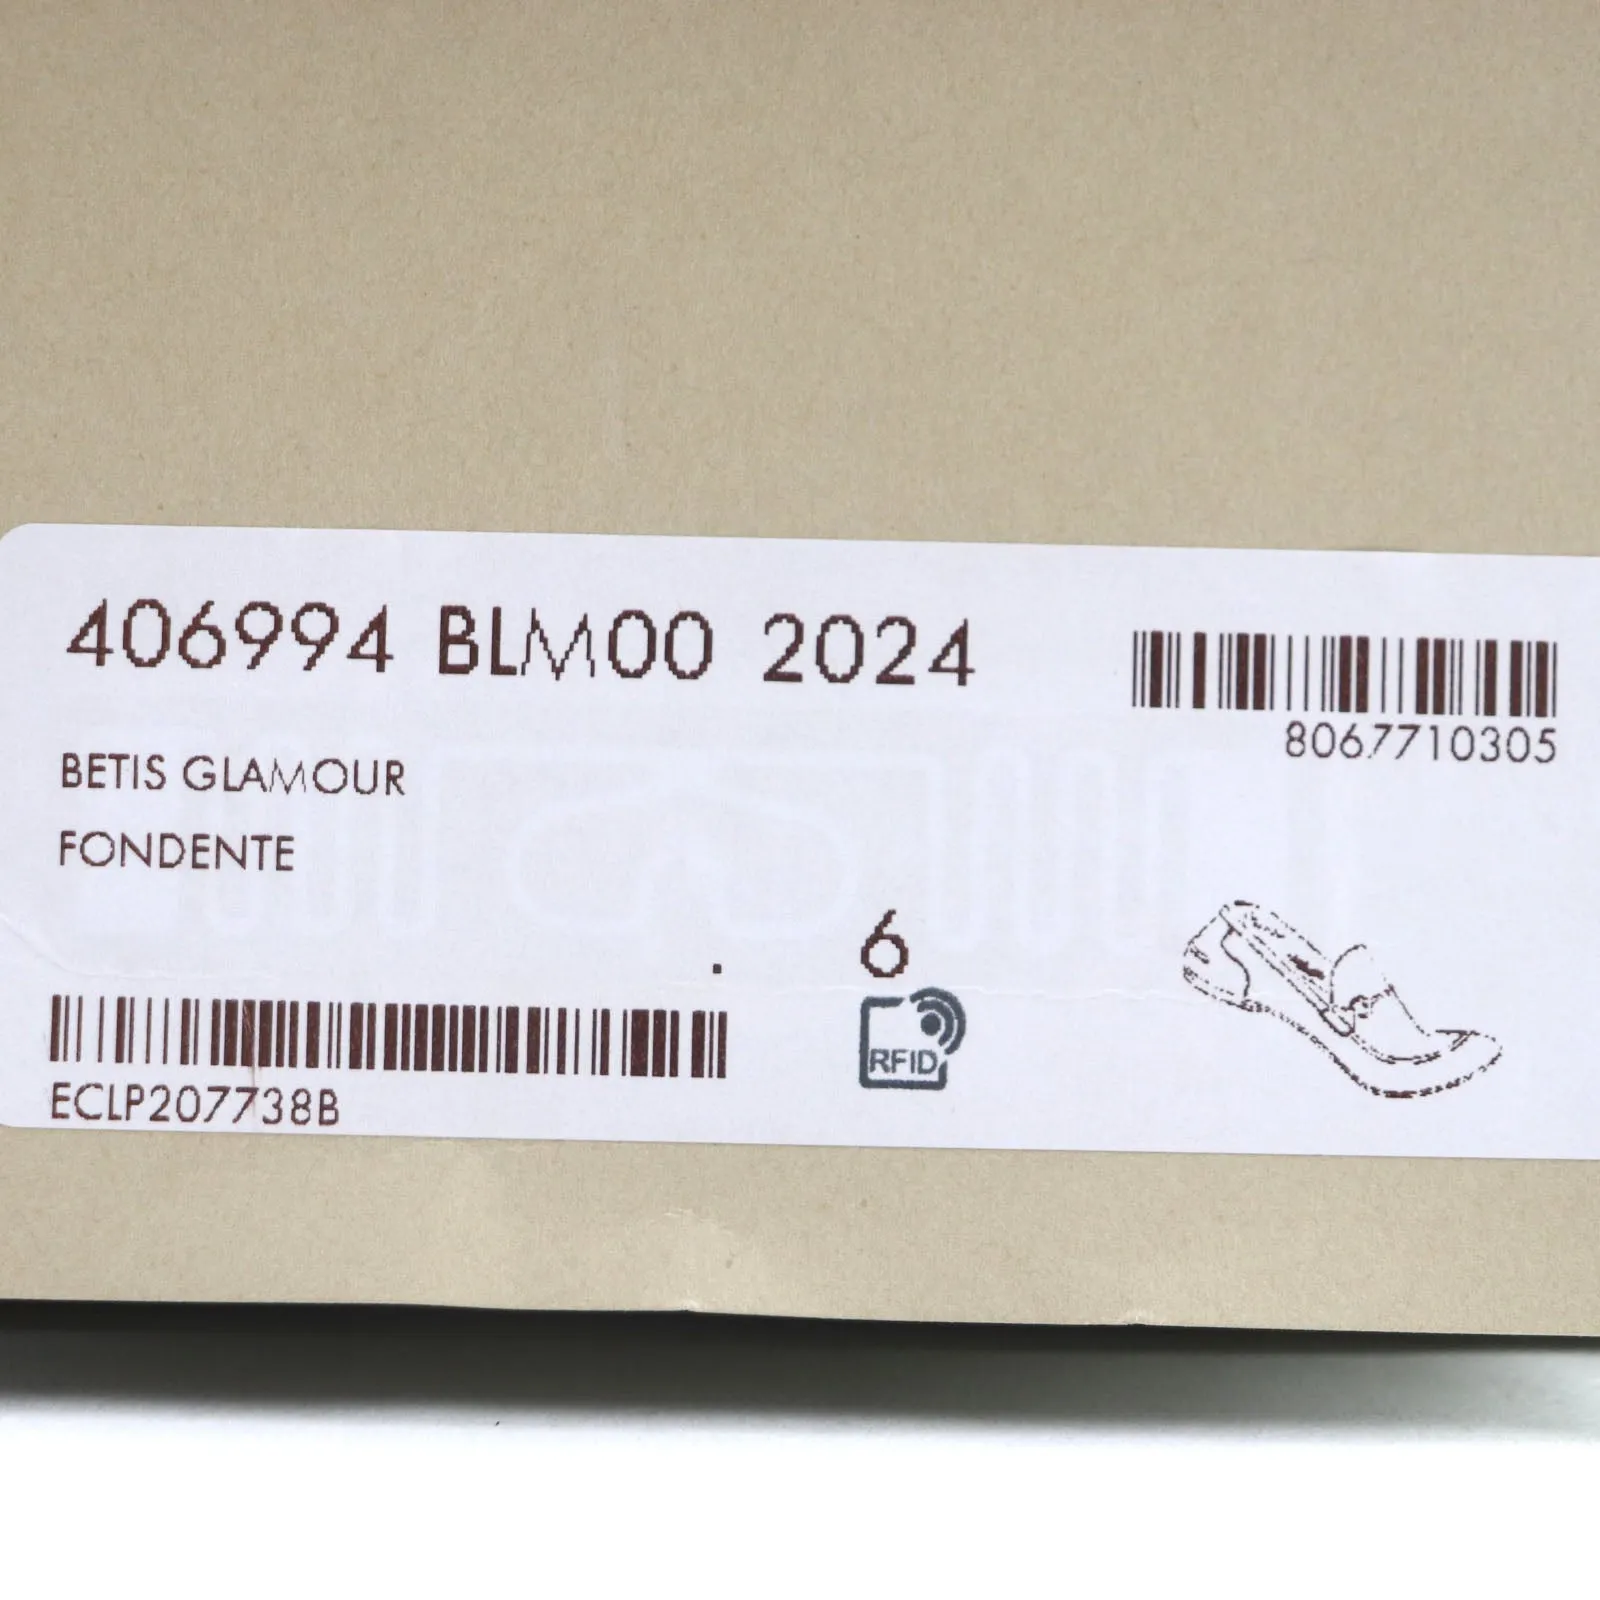 406994 BLM00 2024
8067710305
BETIS GLAMOUR
FONDENTE
. 6
RFID
ECLP207738B